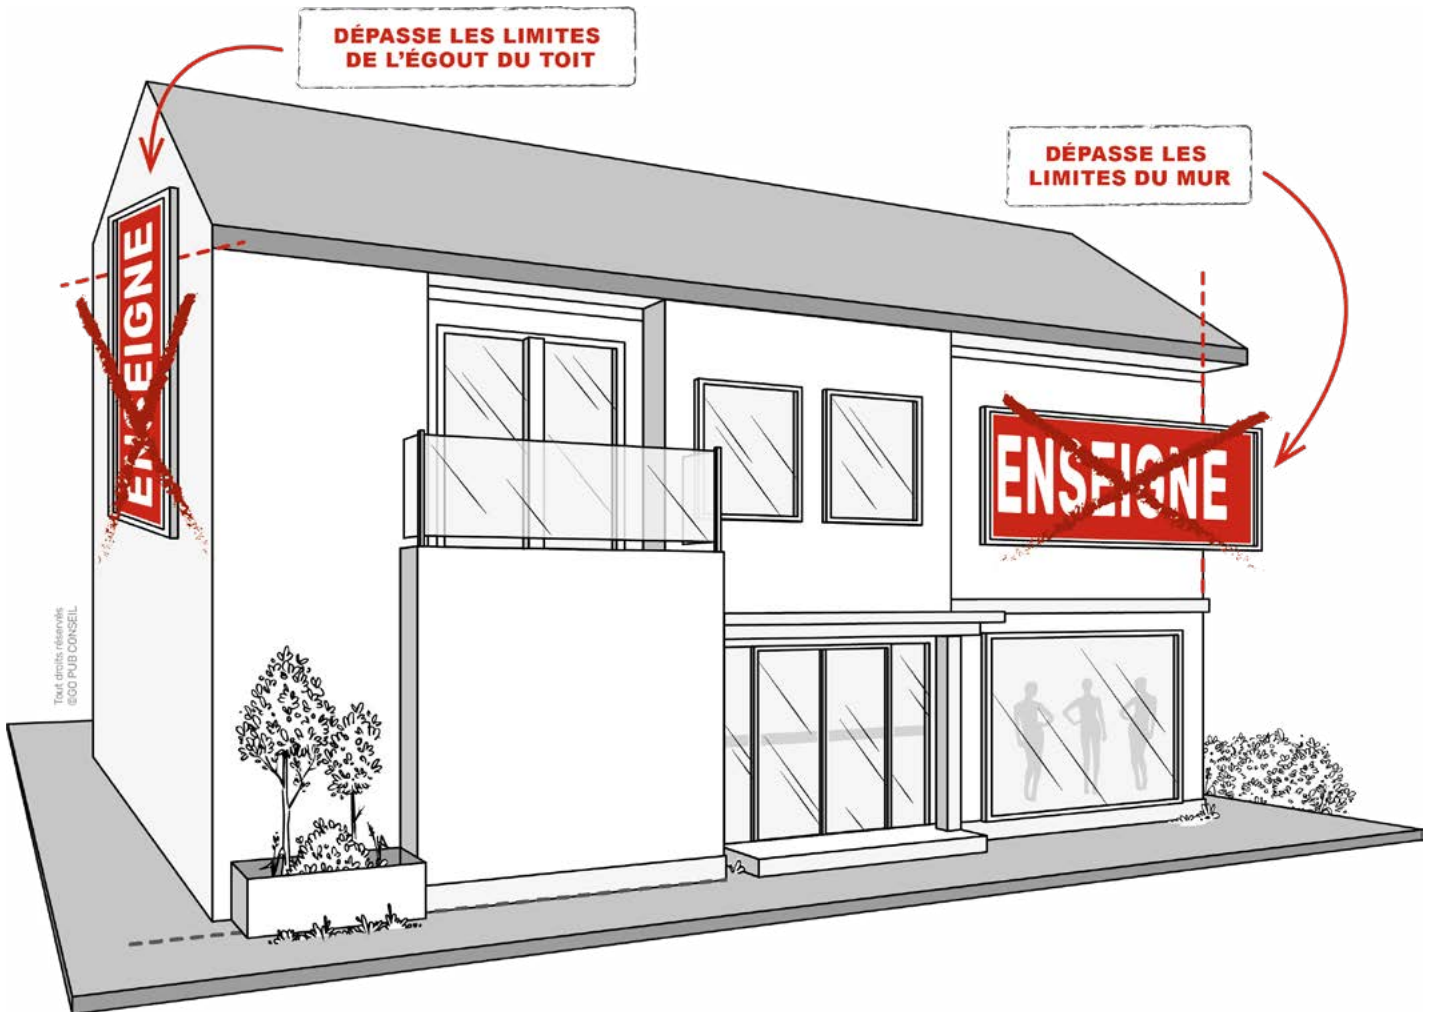 DÉPASSE LES LIMITES
DE L'ÉGOUT DU TOIT
DÉPASSE LES
LIMITES DU MUR
ENSEIGNE
ENSEIGNE
Tout droits réservés
©GO PUB CONSEIL